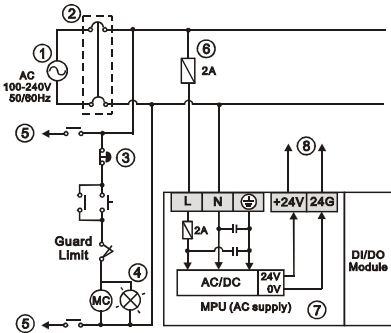 ②
①
AC
100-240V
50/60Hz
⑥
2A
⑤
③
⑧
Guard
Limit
L N +24V 24G
2A
DI/DO
Module
④
MC
AC/DC
24V
0V
MPU (AC supply)
⑦
⑤